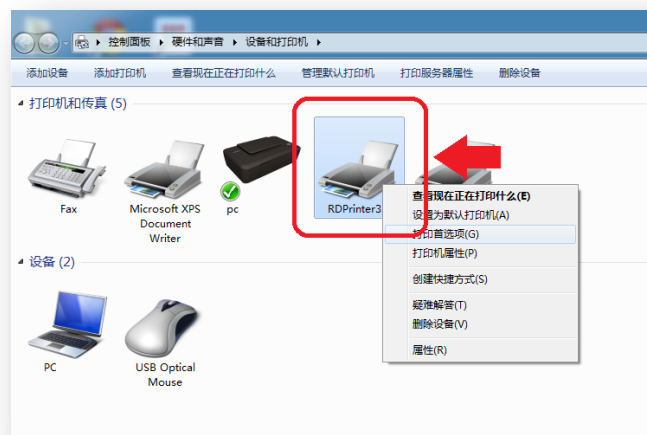 控制面板 ▸ 硬件和声音 ▸ 设备和打印机 ▸
添加设备 添加打印机 查看现在正在打印什么 管理默认打印机 打印服务器属性 删除设备
打印机和传真 (5)
Fax
Microsoft XPS
Document
Writer
pc
RDPrinter3
查看现在正在打印什么(E)
设置为默认打印机(A)
打印首选项(G)
打印机属性(P)
创建快捷方式(S)
疑难解答(T)
删除设备(V)
属性(R)
设备 (2)
PC
USB Optical
Mouse